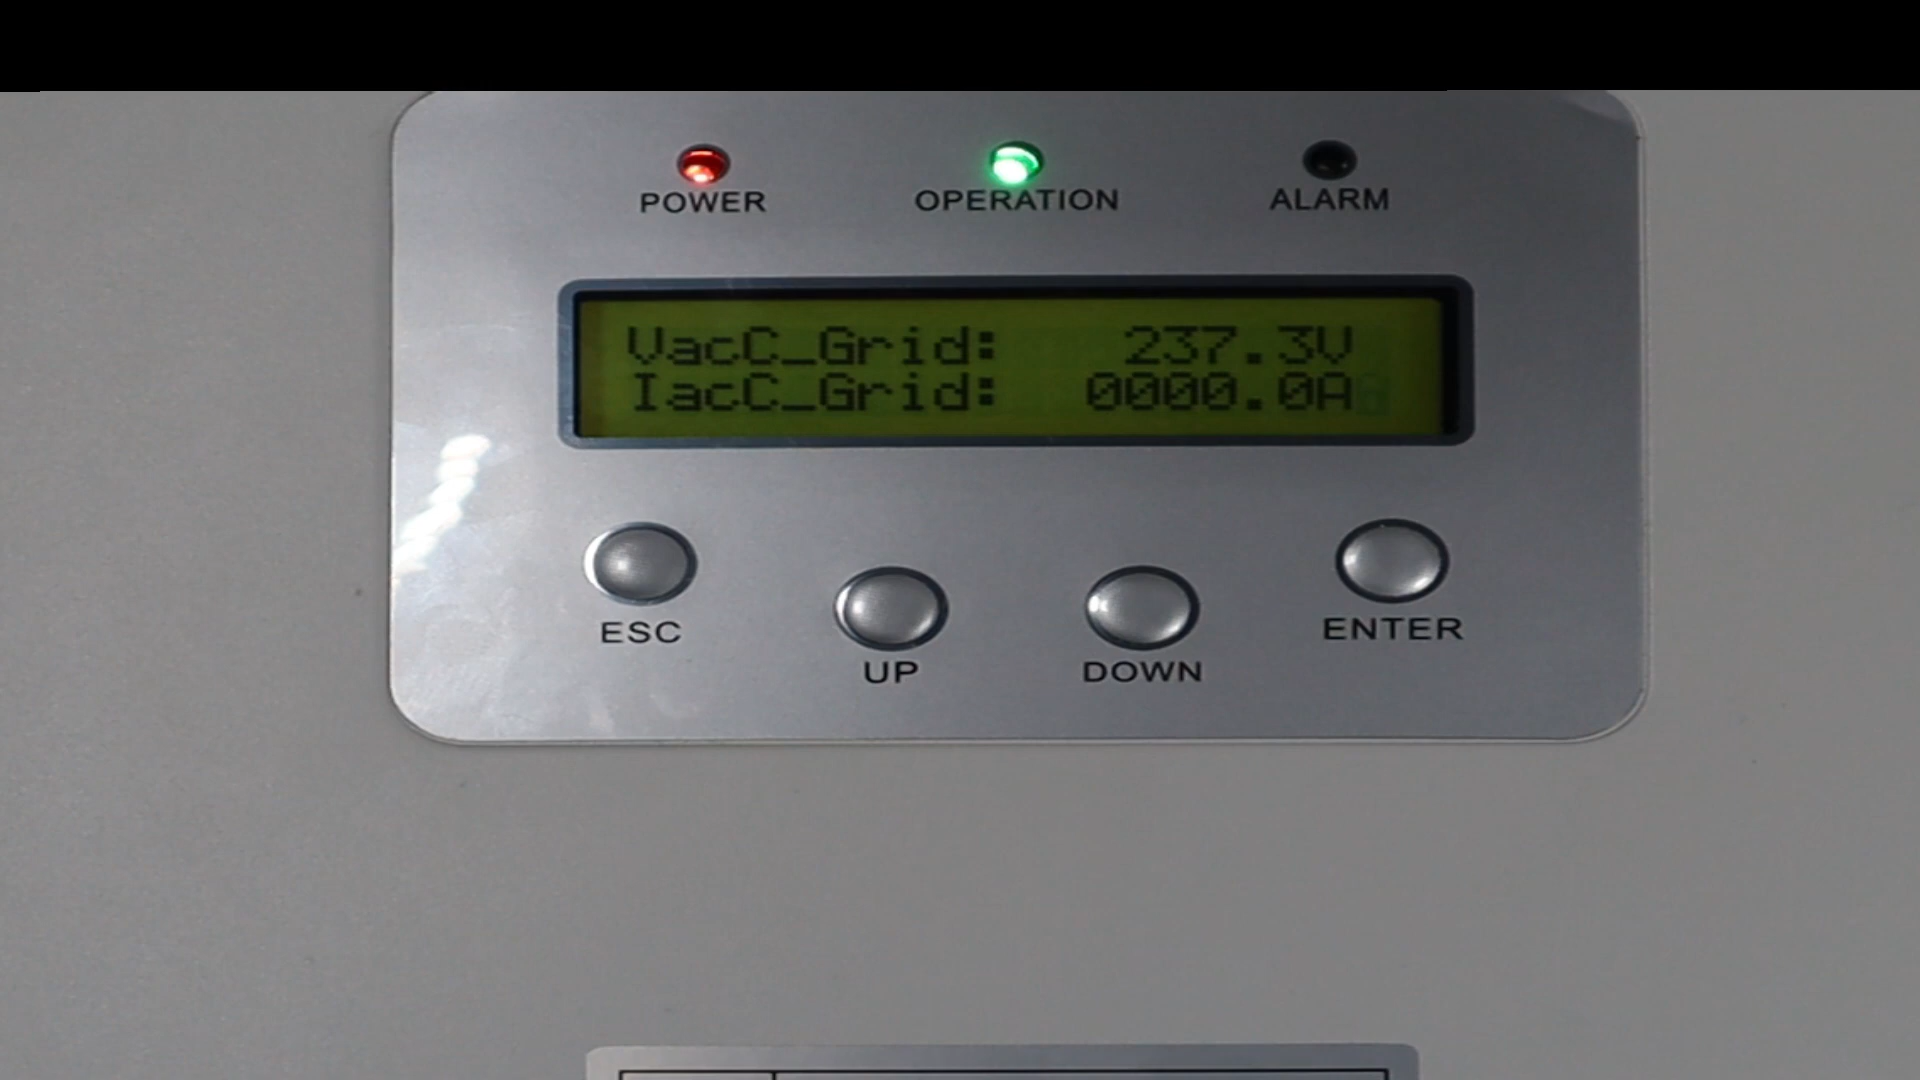 POWER OPERATION ALARM
VacC_Grid: 237.3V
IacC_Grid: 0000.0A
ESC UP DOWN ENTER